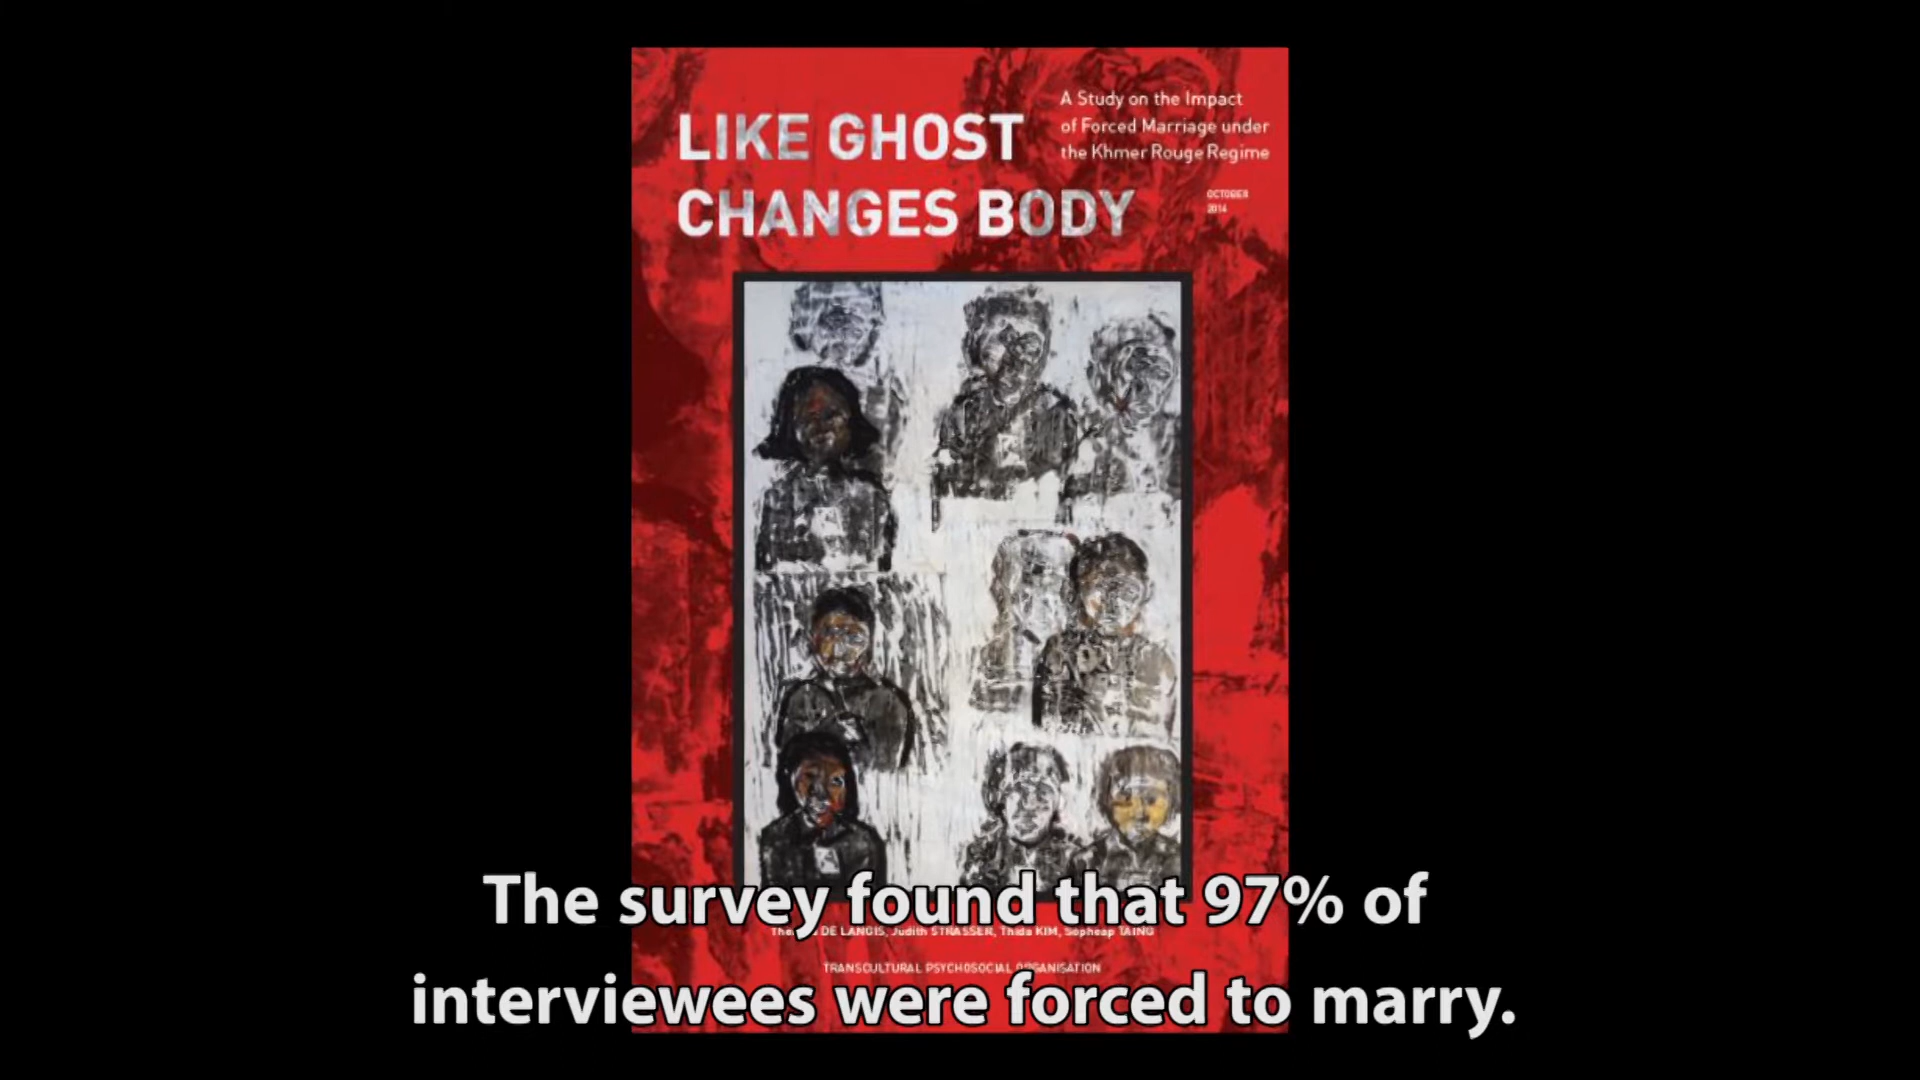 LIKE GHOST
CHANGES BODY
A Study on the Impact
of Forced Marriage under
the Khmer Rouge Regime
OCTOBER
2014
The survey found that 97% of
DE LANGIS, Judith STRASSER, Thida KIM, Sopheap TAING
TRANSCULTURAL PSYCHOSOCIAL ORGANISATION
interviewees were forced to marry.